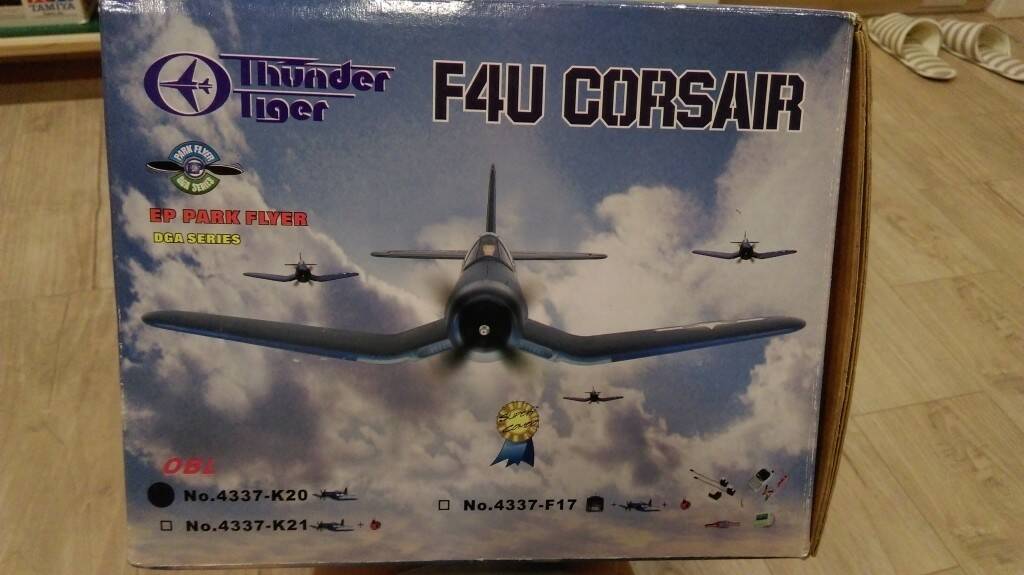 TAMIYA
Thunder
Tiger
F4U CORSAIR
PARK FLYER
DGA SERIES
EP PARK FLYER
DGA SERIES
OBL
No.4337-K20
No.4337-F17
No.4337-K21